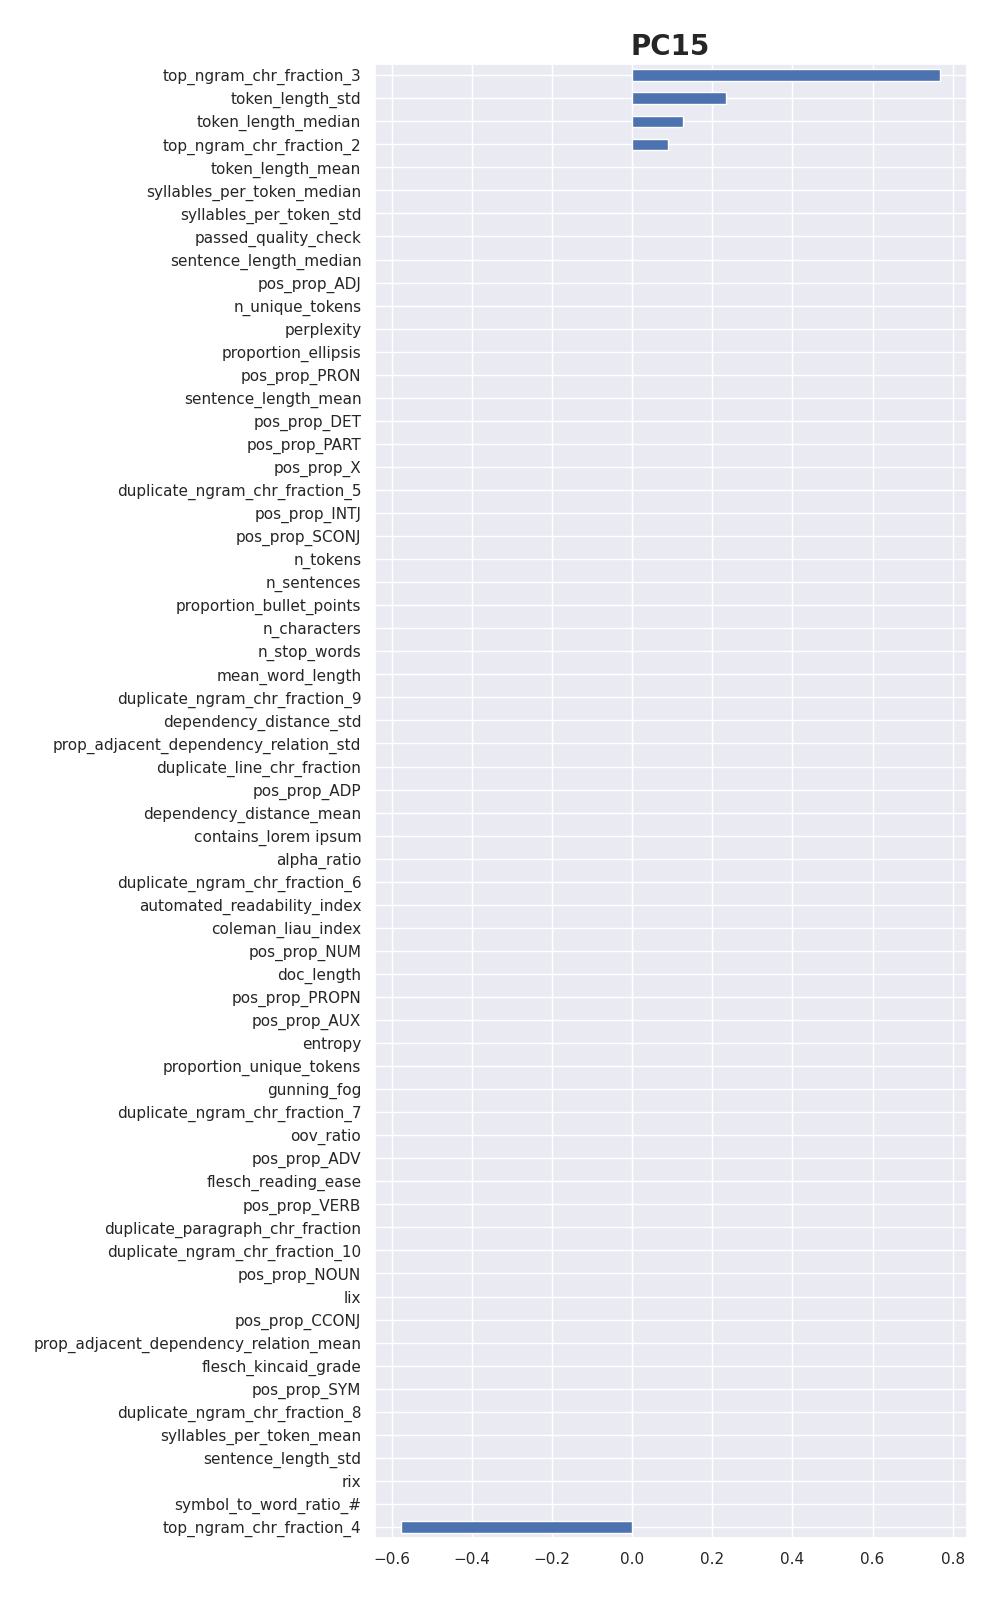 PC15
top_ngram_chr_fraction_3
token_length_std
token_length_median
top_ngram_chr_fraction_2
token_length_mean
syllables_per_token_median
syllables_per_token_std
passed_quality_check
sentence_length_median
pos_prop_ADJ
n_unique_tokens
perplexity
proportion_ellipsis
pos_prop_PRON
sentence_length_mean
pos_prop_DET
pos_prop_PART
pos_prop_X
duplicate_ngram_chr_fraction_5
pos_prop_INTJ
pos_prop_SCONJ
n_tokens
n_sentences
proportion_bullet_points
n_characters
n_stop_words
mean_word_length
duplicate_ngram_chr_fraction_9
dependency_distance_std
prop_adjacent_dependency_relation_std
duplicate_line_chr_fraction
pos_prop_ADP
dependency_distance_mean
contains_lorem ipsum
alpha_ratio
duplicate_ngram_chr_fraction_6
automated_readability_index
coleman_liau_index
pos_prop_NUM
doc_length
pos_prop_PROPN
pos_prop_AUX
entropy
proportion_unique_tokens
gunning_fog
duplicate_ngram_chr_fraction_7
oov_ratio
pos_prop_ADV
flesch_reading_ease
pos_prop_VERB
duplicate_paragraph_chr_fraction
duplicate_ngram_chr_fraction_10
pos_prop_NOUN
lix
pos_prop_CCONJ
prop_adjacent_dependency_relation_mean
flesch_kincaid_grade
pos_prop_SYM
duplicate_ngram_chr_fraction_8
syllables_per_token_mean
sentence_length_std
rix
symbol_to_word_ratio_#
top_ngram_chr_fraction_4
−0.6 −0.4 −0.2 0.0 0.2 0.4 0.6 0.8